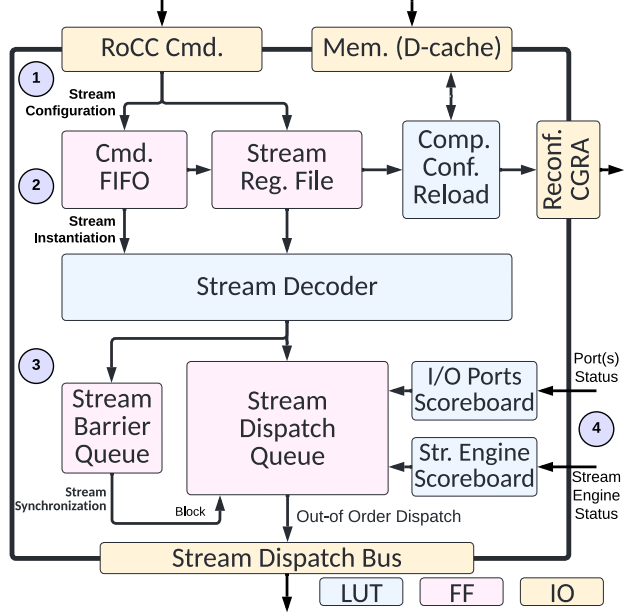 RoCC Cmd.
Mem. (D-cache)
1
Stream
Configuration
Cmd.
FIFO
Stream
Reg. File
Comp.
Conf.
Reload
Reconf.
CGRA
2
Stream
Instantiation
Stream Decoder
3
Stream
Barrier
Queue
Stream
Dispatch
Queue
I/O Ports
Scoreboard
Port(s)
Status
4
Str. Engine
Scoreboard
Stream
Engine
Status
Stream
Synchronization
Block
Out-of Order Dispatch
Stream Dispatch Bus
LUT
FF
IO